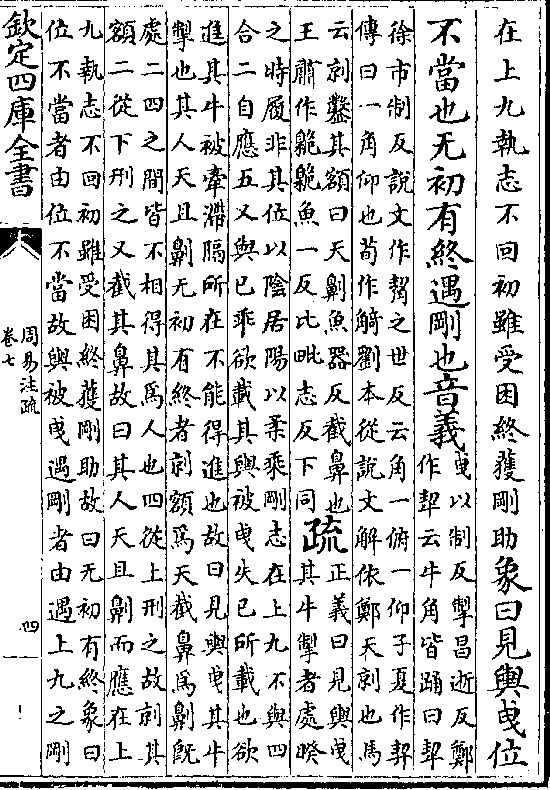 在上九執志不回初雖受困終獲剛助象曰見輿曳位
不當也无初有終遇剛也音義曳以制反掣昌逝反鄭作挈云牛角皆踊曰挈
徐市制反說文作觢之世反云角一俯一仰子夏作契
傳曰一角仰也荀作觭劉本從說文解依鄭天剠也馬
云剠鑿其額曰天劓魚器反截鼻也
王肅作臲臲魚一反比毗志反下同疏正義曰見輿曳其牛掣者處睽
之時履非其位以陰居陽以柔乘剛志在上九不與四
合二自應五又與已乖欲載其輿被曳失已所載也欲
進其牛被牽滯隔所在不能得進也故曰見輿曳其牛
掣也其人天且劓无初有終者剠額為天截鼻為劓既
處二四之間皆不相得其為人也四從上刑之故剠其
額二從下刑之又截其鼻故曰其人天且劓而應在上
九執志不回初雖受困終獲剛助故曰无初有終象曰
位不當者由位不當故輿被曳遇剛者由遇上九之剛
欽定四庫全書
周易注疏
卷七
四